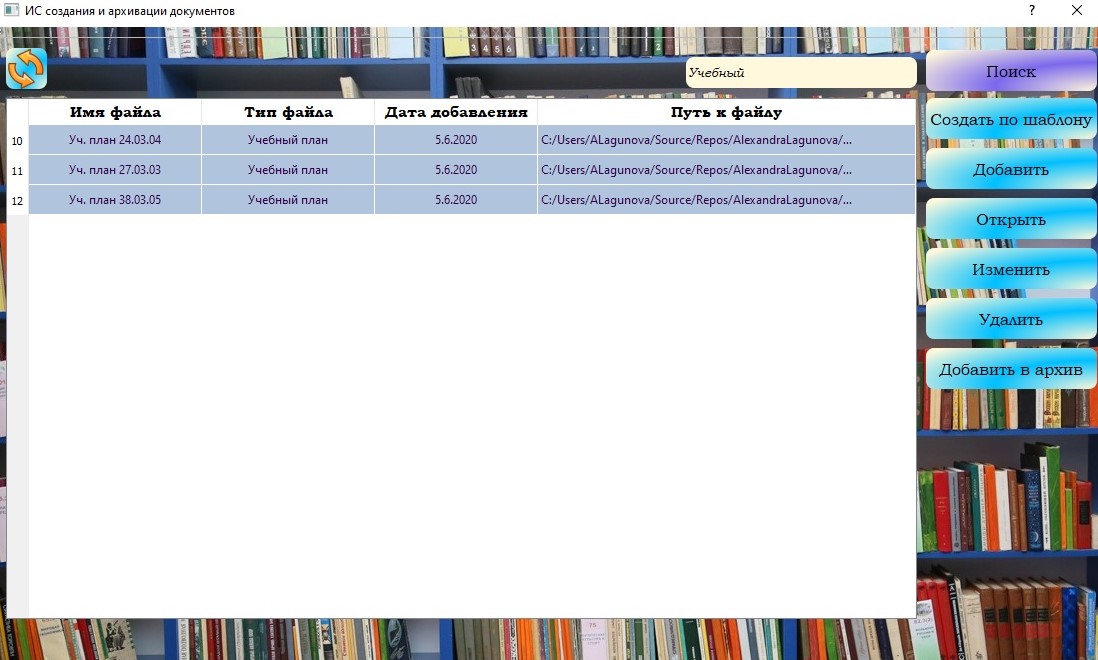 ИС создания и архивации документов
?
Учебный
Поиск
Имя файла Тип файла Дата добавления Путь к файлу
10 Уч. план 24.03.04 Учебный план 5.6.2020 C:/Users/ALagunova/Source/Repos/AlexandraLagunova/...
11 Уч. план 27.03.03 Учебный план 5.6.2020 C:/Users/ALagunova/Source/Repos/AlexandraLagunova/...
12 Уч. план 38.03.05 Учебный план 5.6.2020 C:/Users/ALagunova/Source/Repos/AlexandraLagunova/...
Создать по шаблону
Добавить
Открыть
Изменить
Удалить
Добавить в архив